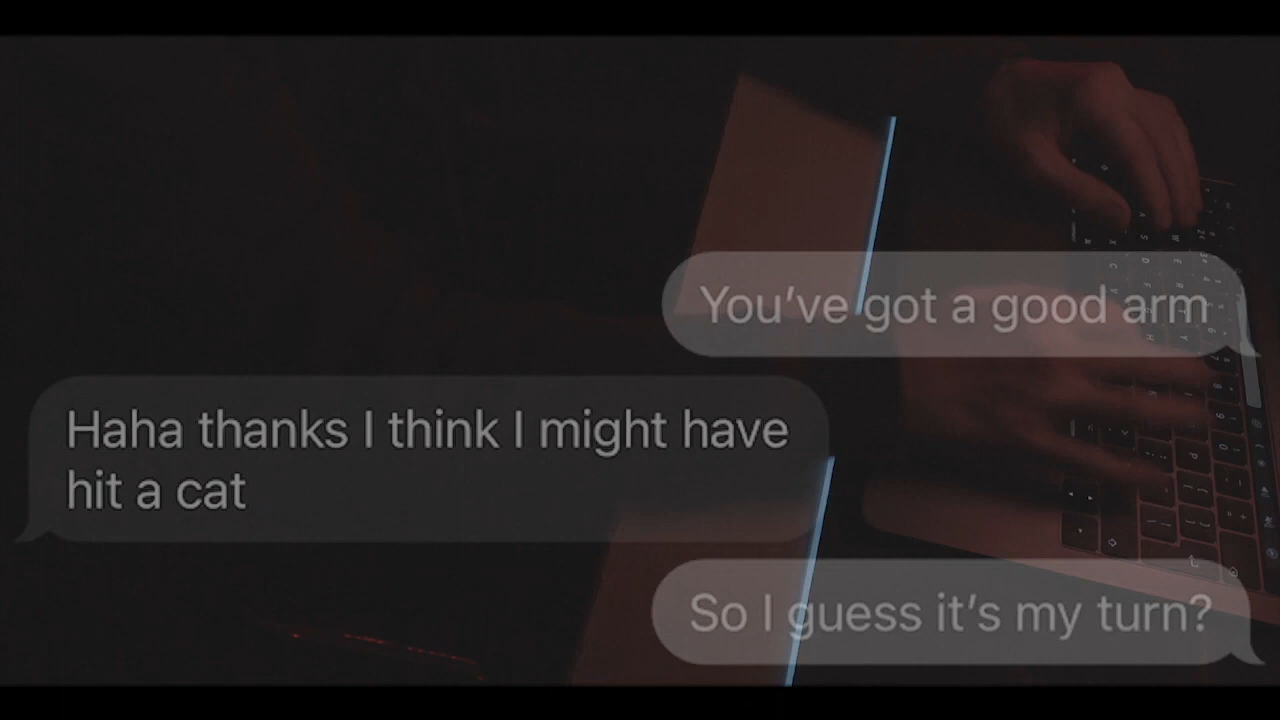 You’ve got a good arm
Haha thanks I think I might have
hit a cat
So I guess it’s my turn?